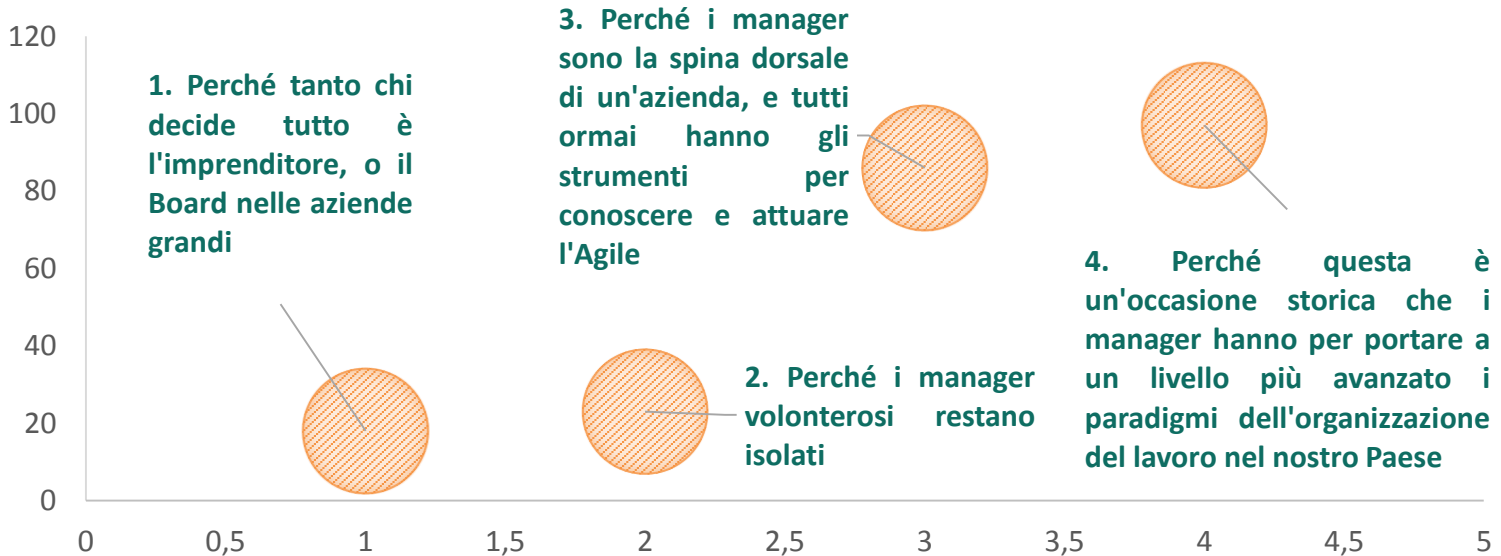 120
100
80
60
40
20
0
0
0,5
1
1,5
2
2,5
3
3,5
4
4,5
5
1. Perché tanto chi
decide tutto è
l'imprenditore, o il
Board nelle aziende
grandi
2. Perché i manager
volonterosi restano
isolati
3. Perché i manager
sono la spina dorsale
di un'azienda, e tutti
ormai hanno gli
strumenti per
conoscere e attuare
l'Agile
4. Perché questa è
un'occasione storica che i
manager hanno per portare a
un livello più avanzato i
paradigmi dell'organizzazione
del lavoro nel nostro Paese